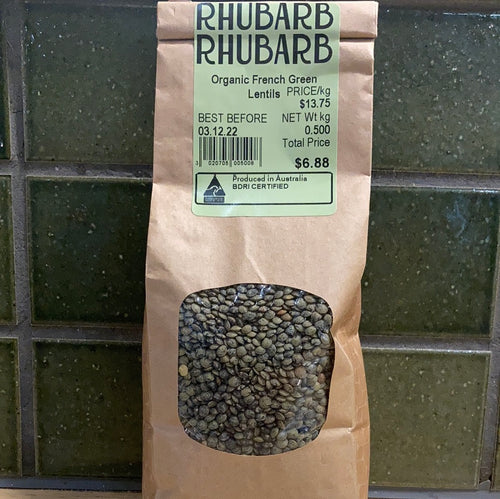 RHUBARB
RHUBARB
Organic French Green
Lentils PRICE/kg
$13.75
BEST BEFORE NET Wt kg
03.12.22 0.500
Total Price
$6.88
Produced in Australia
BDRI CERTIFIED